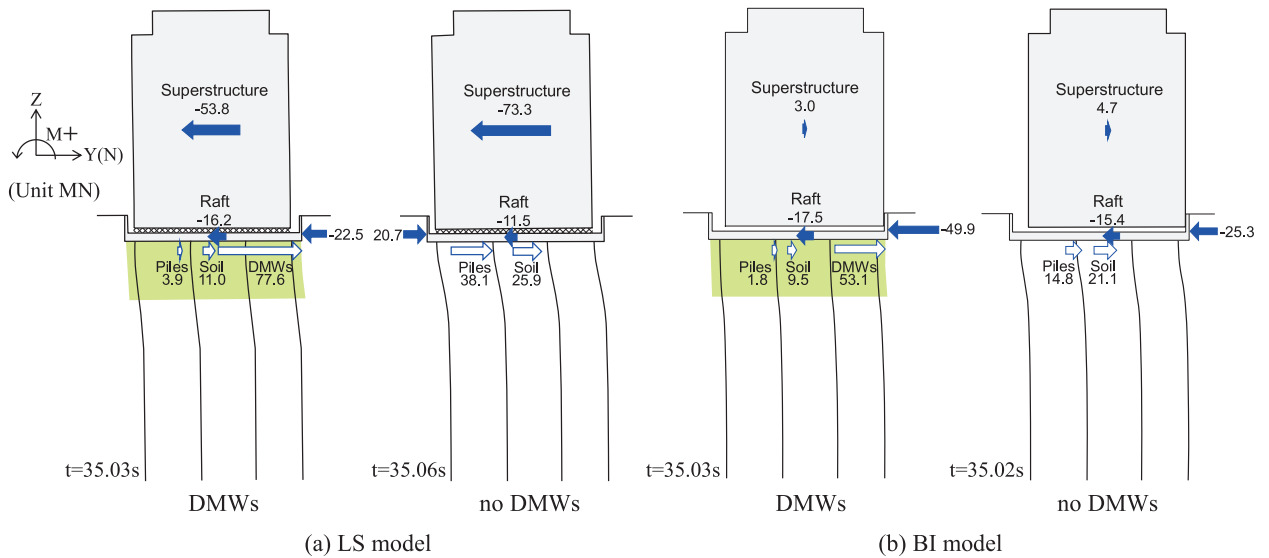 Z
M+
Y(N)
(Unit MN)
Superstructure
-53.8
Raft
-16.2
-22.5
Piles Soil DMWs
3.9 11.0 77.6
t=35.03s
DMWs
Superstructure
-73.3
Raft
-11.5
20.7
Piles Soil
38.1 25.9
t=35.06s
no DMWs
(a) LS model
Superstructure
3.0
Raft
-17.5
-49.9
Piles Soil DMWs
1.8 9.5 53.1
t=35.03s
DMWs
Superstructure
4.7
Raft
-15.4
-25.3
Piles Soil
14.8 21.1
t=35.02s
no DMWs
(b) BI model